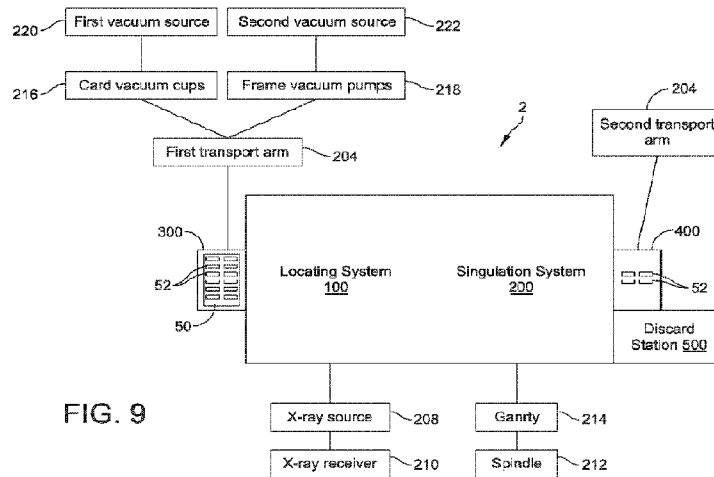 220
First vacuum source
Second vacuum source
222
216
Card vacuum cups
Frame vacuum pumps
218
204
2
Second transport
arm
First transport arm
204
300
400
52
Locating System
100
Singulation System
200
52
50
Discard
Station 500
FIG. 9
X-ray source
208
Ganrty
214
X-ray receiver
210
Spindle
212